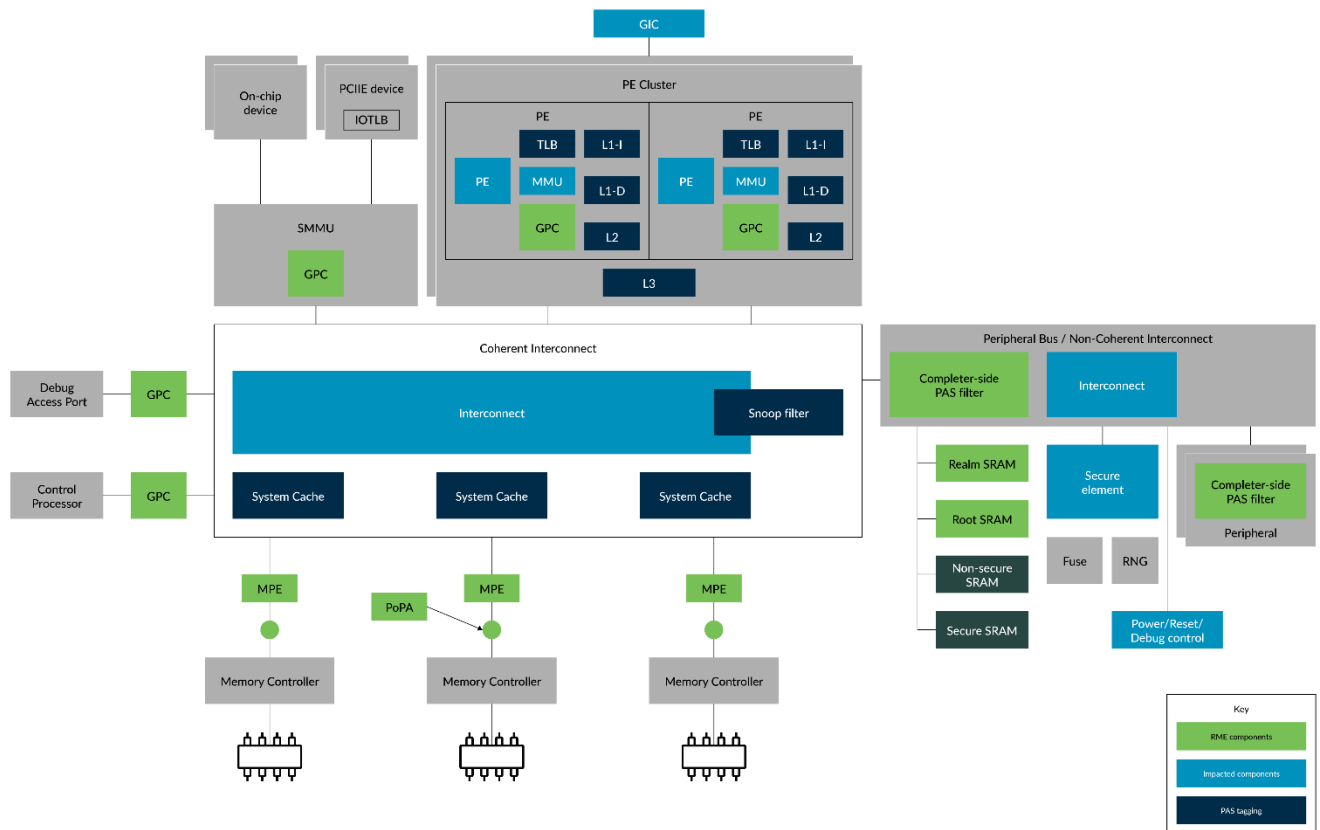 GIC
On-chip
device
PCIIE device
IOTLB
PE Cluster
PE
TLB
L1-I
PE
MMU
L1-D
GPC
L2
PE
TLB
L1-I
PE
MMU
L1-D
GPC
L2
L3
SMMU
GPC
Coherent Interconnect
Interconnect
Snoop filter
System Cache
System Cache
System Cache
Debug
Access Port
GPC
Control
Processor
GPC
Peripheral Bus / Non-Coherent Interconnect
Completer-side
PAS filter
Interconnect
Realm SRAM
Root SRAM
Non-secure
SRAM
Secure SRAM
Secure
element
Fuse
RNG
Power/Reset/
Debug control
Completer-side
PAS filter
Peripheral
MPE
MPE
MPE
PoPA
Memory Controller
Memory Controller
Memory Controller
Key
RME components
Impacted components
PAS tagging